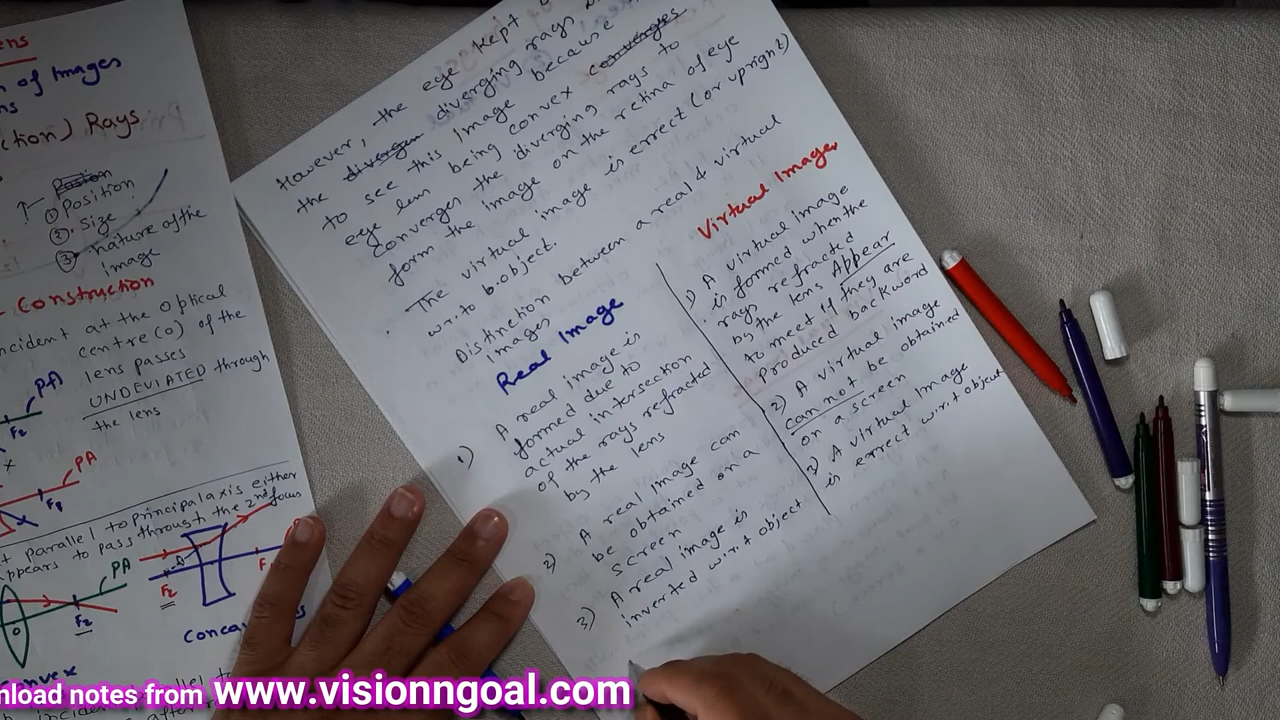 ens
n of Images
ns
ction) Rays
Position
① Position
②. Size
③. nature of the
image
Construction
ncident at the optical
centre (o) of the
lens passes
UNDEVIATED through
the lens
PA
F2
PA
F1
t parallel to principal axis either
appears to pass through the 2nd focus
PA
O
F2
F2
F1
Conca
nvex
However, the eye kept
the divergen diverging rays
to see this Image because
eye lens being convex converges
converges the diverging rays to
form the image on the retina of eye
. The virtual image is errect (or upright)
w.r.to b.object.
Distinction between a real & virtual
images
Real Image
1) A real image is
formed due to
actual intersection
of the rays refracted
by the lens
2) A real Image can
be obtained on a
screen
3) A real image is
inverted w.r.t object
Virtual Images
1) A virtual image
is formed when the
rays refracted
by the lens Appear
to meet if they are
Produced backword
2) A virtual image
can not be obtained
on a screen
3) A virtual Image
is errect w.r.t object
nload notes from www.visionngoal.com